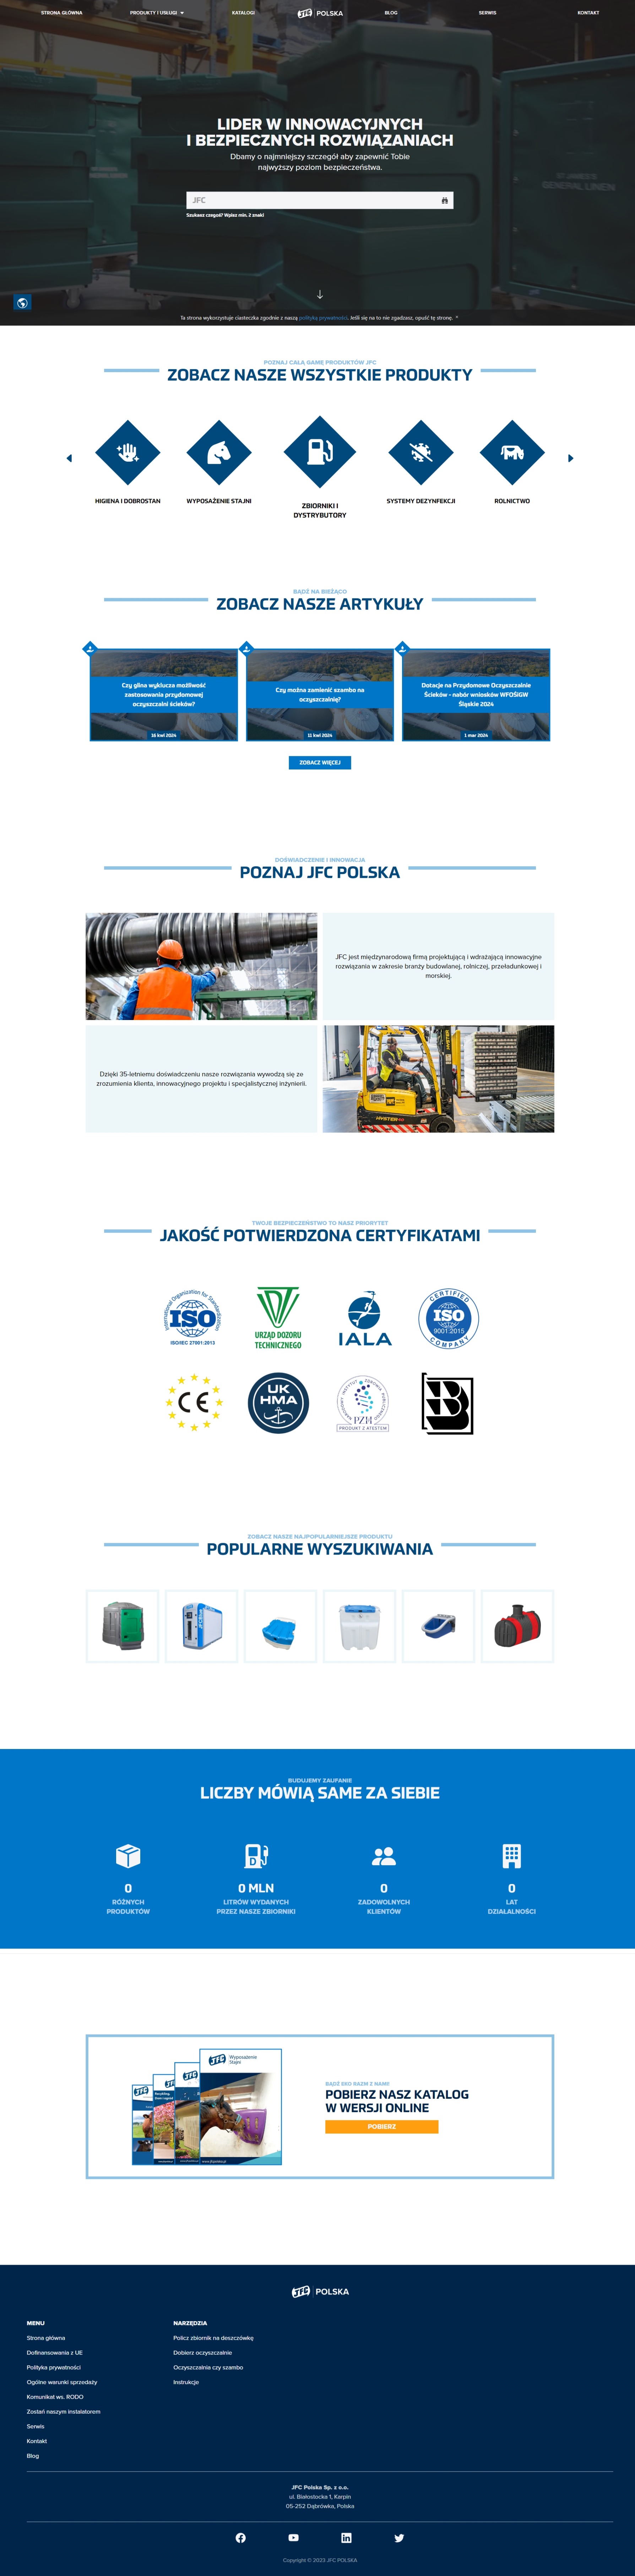 STRONA GŁÓWNA
PRODUKTY I USŁUGI
KATALOGI
JFC POLSKA
BLOG
SERWIS
KONTAKT
LIDER W INNOWACYJNYCH
I BEZPIECZNYCH ROZWIĄZANIACH
Dbamy o najmniejszy szczegół aby zapewnić Tobie
najwyższy poziom bezpieczeństwa.
GENERAL LINEN
JFC
Szukasz czegoś? Wpisz min. 2 znaki
Ta strona wykorzystuje ciasteczka zgodnie z naszą polityką prywatności. Jeśli się na to nie zgadzasz, opuść tę stronę.
POZNAJ CAŁĄ GAMĘ PRODUKTÓW JFC
ZOBACZ NASZE WSZYSTKIE PRODUKTY
HIGIENA I DOBROSTAN
WYPOSAŻENIE STAJNI
ZBIORNIKI I
DYSTRYBUTORY
SYSTEMY DEZYNFEKCJI
ROLNICTWO
BĄDŹ NA BIEŻĄCO
ZOBACZ NASZE ARTYKUŁY
Czy glina wyklucza możliwość
zastosowania przydomowej
oczyszczalni ścieków?
16 kwi 2024
Czy można zamienić szambo na
oczyszczalnię?
11 kwi 2024
Dotacje na Przydomowe Oczyszczalnie
Ścieków - nabór wniosków WFOŚiGW
Śląskie 2024
1 mar 2024
ZOBACZ WIĘCEJ
DOŚWIADCZENIE I INNOWACJA
POZNAJ JFC POLSKA
JFC jest międzynarodową firmą projektującą i wdrażającą innowacyjne
rozwiązania w zakresie branży budowlanej, rolniczej, przeładunkowej i
morskiej.
Dzięki 35-letniemu doświadczeniu nasze rozwiązania wywodzą się ze
zrozumienia klienta, innowacyjnego projektu i specjalistycznej inżynierii.
HYSTER
TWOJE BEZPIECZEŃSTWO TO NASZ PRIORYTET
JAKOŚĆ POTWIERDZONA CERTYFIKATAMI
International Organization for Standardization
ISO
ISO/IEC 27001:2013
URZĄD DOZORU
TECHNICZNEGO
IALA
CERTIFIED
ISO
9001:2015
COMPANY
CE
UK
HMA
PZH
PRODUKT Z ATESTEM
B
ZOBACZ NASZE NAJPOPULARNIEJSZE PRODUKTU
POPULARNE WYSZUKIWANIA
BUDUJEMY ZAUFANIE
LICZBY MÓWIĄ SAME ZA SIEBIE
0
RÓŻNYCH
PRODUKTÓW
0 MLN
LITRÓW WYDANYCH
PRZEZ NASZE ZBIORNIKI
0
ZADOWOLNYCH
KLIENTÓW
0
LAT
DZIAŁALNOŚCI
JFC
JFC
JFC
JFC Wyposażenie
Stajni
BĄDŹ EKO RAZM Z NAMI!
POBIERZ NASZ KATALOG
W WERSJI ONLINE
POBIERZ
JFC POLSKA
MENU
Strona główna
Dofinansowania z UE
Polityka prywatności
Ogólne warunki sprzedaży
Komunikat ws. RODO
Zostań naszym instalatorem
Serwis
Kontakt
Blog
NARZĘDZIA
Policz zbiornik na deszczówkę
Dobierz oczyszczalnie
Oczyszczalnia czy szambo
Instrukcje
JFC Polska Sp. z o.o.
ul. Białostocka 1, Karpin
05-252 Dąbrówka, Polska
Copyright © 2023 JFC POLSKA